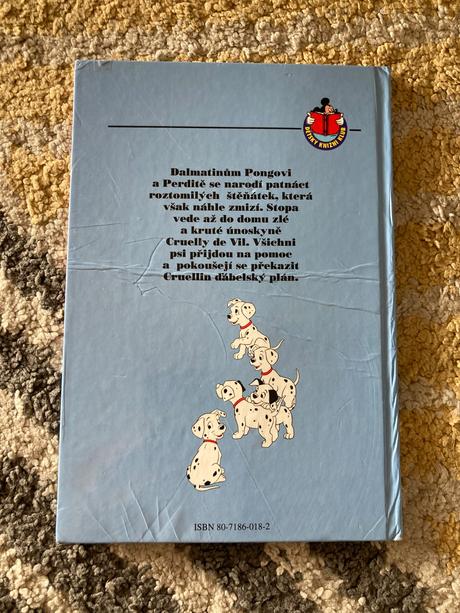 DĚTSKÝ KNIŽNÍ KLUB
Dalmatinům Pongovi
a Perditě se narodí patnáct
roztomilých štěňátek, která
však náhle zmizí. Stopa
vede až do domu zlé
a kruté únoskyně
Cruelly de Vil. Všichni
psi přijdou na pomoc
a pokoušejí se překazit
Cruellin ďábelský plán.
ISBN 80-7186-018-2